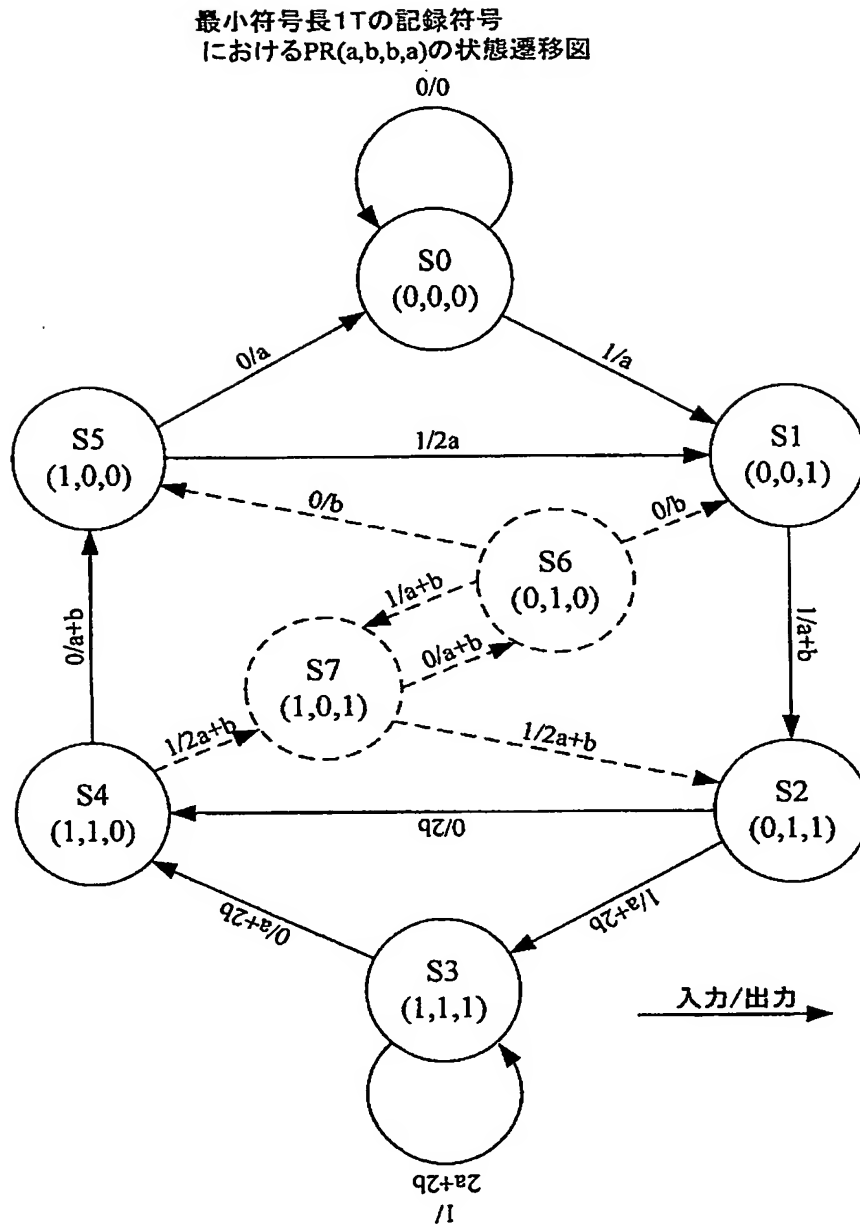 最小符号長1Tの記録符号
におけるPR(a,b,b,a)の状態遷移図
0/0
S0
(0,0,0)
0/a
1/a
S5
(1,0,0)
1/2a
S1
(0,0,1)
0/b
0/b
S6
(0,1,0)
1/a+b
0/a+b
S7
(1,0,1)
0/a+b
1/a+b
1/2a+b
1/2a+b
S4
(1,1,0)
0/2b
S2
(0,1,1)
0/a+2b
1/a+2b
S3
(1,1,1)
入力/出力
1/
2a+2b